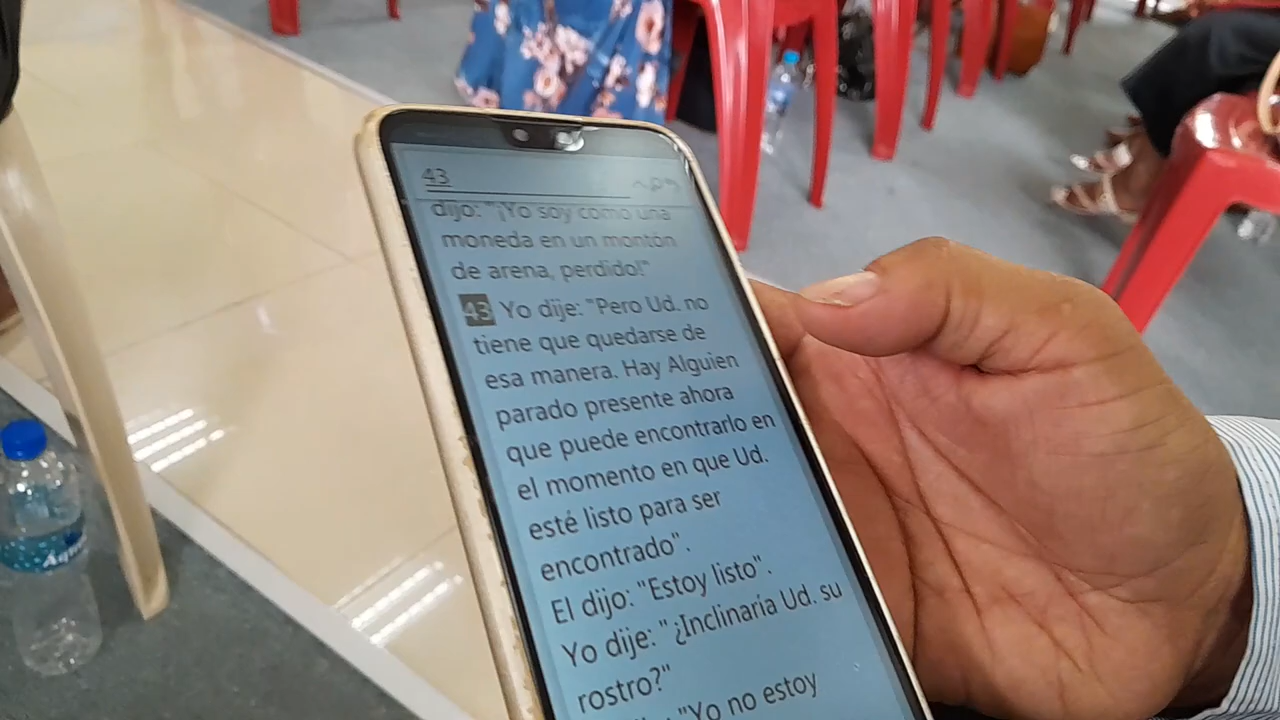 43
dijo: "¡Yo soy como una
moneda en un montón
de arena, perdido!"
43 Yo dije: "Pero Ud. no
tiene que quedarse de
esa manera. Hay Alguien
parado presente ahora
que puede encontrarlo en
el momento en que Ud.
esté listo para ser
encontrado".
El dijo: "Estoy listo".
Yo dije: " ¿Inclinaría Ud. su
rostro?"
"Yo no estoy